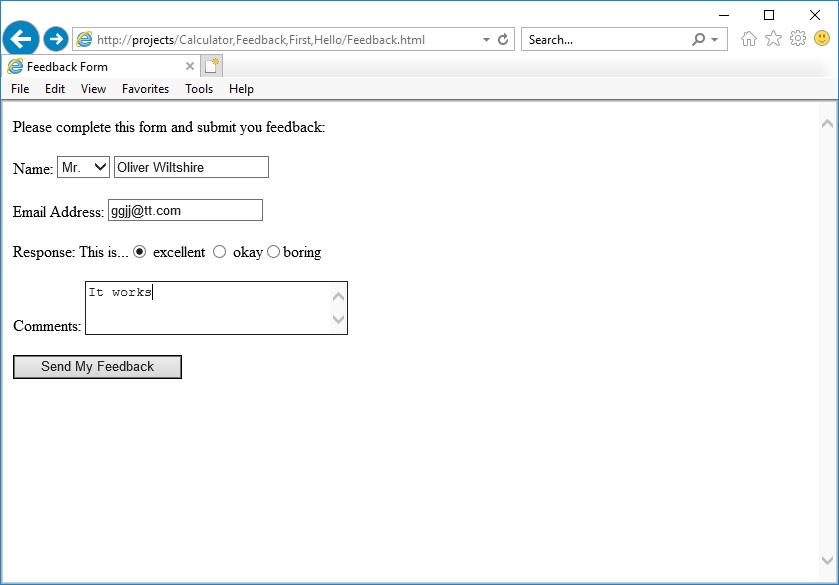 http://projects/Calculator,Feedback,First,Hello/Feedback.html
Search...
Feedback Form
File Edit View Favorites Tools Help
Please complete this form and submit you feedback:
Name: Mr. Oliver Wiltshire
Email Address: ggjj@tt.com
Response: This is... excellent okay boring
It works
Comments:
Send My Feedback